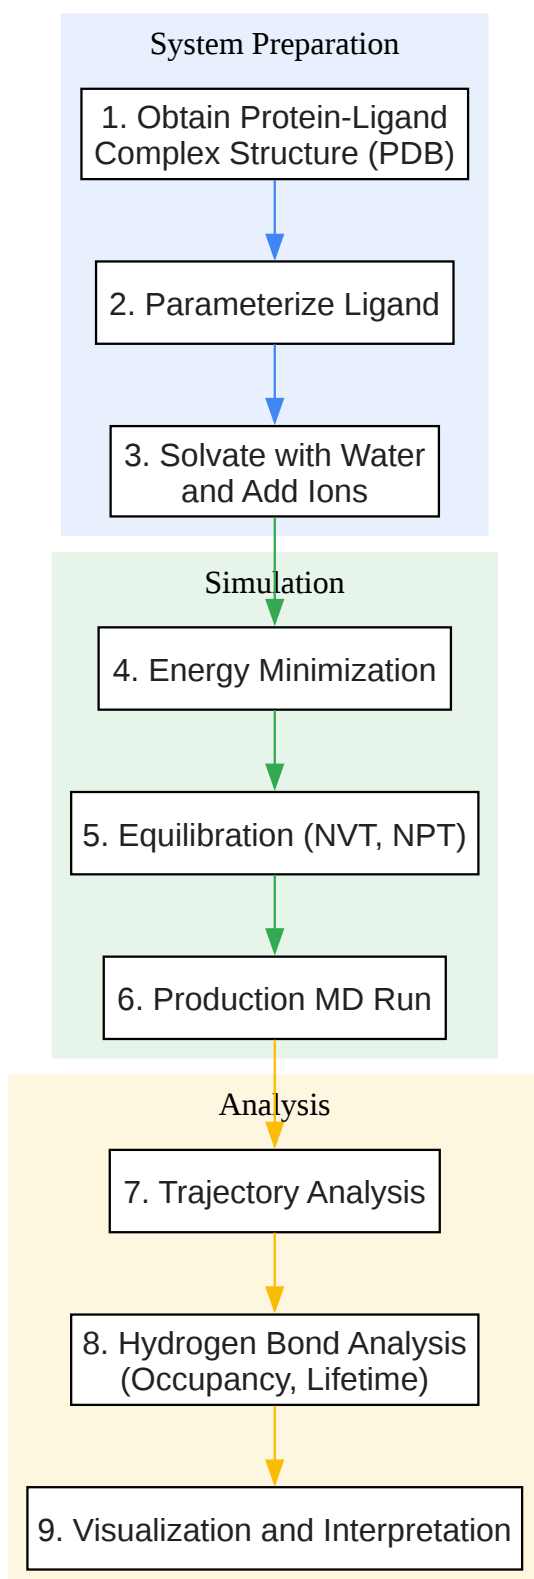 System Preparation
1. Obtain Protein-Ligand
Complex Structure (PDB)
2. Parameterize Ligand
3. Solvate with Water
and Add Ions
Simulation
4. Energy Minimization
5. Equilibration (NVT, NPT)
6. Production MD Run
Analysis
7. Trajectory Analysis
8. Hydrogen Bond Analysis
(Occupancy, Lifetime)
9. Visualization and Interpretation